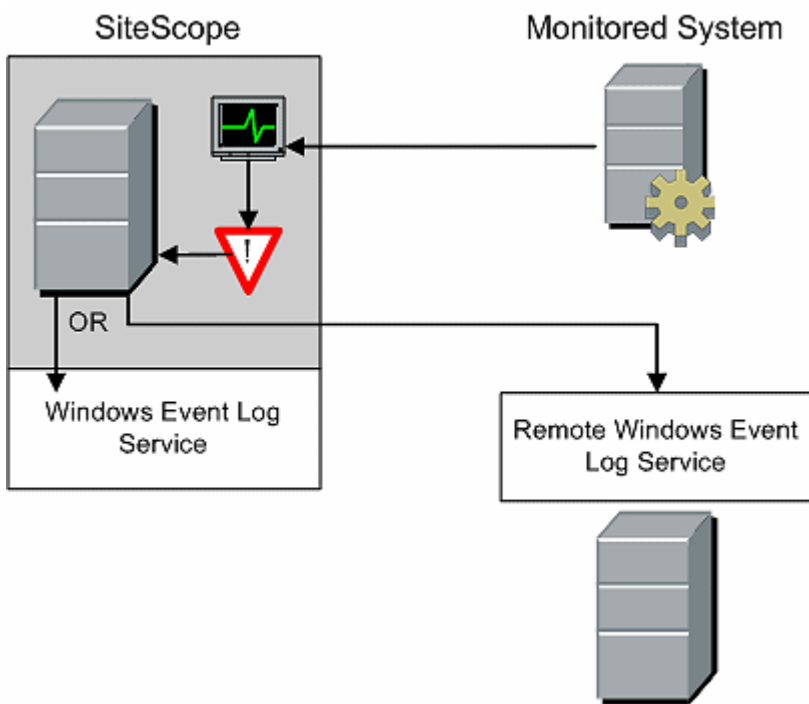 SiteScope
Monitored System
!
OR
Windows Event Log
Service
Remote Windows Event
Log Service